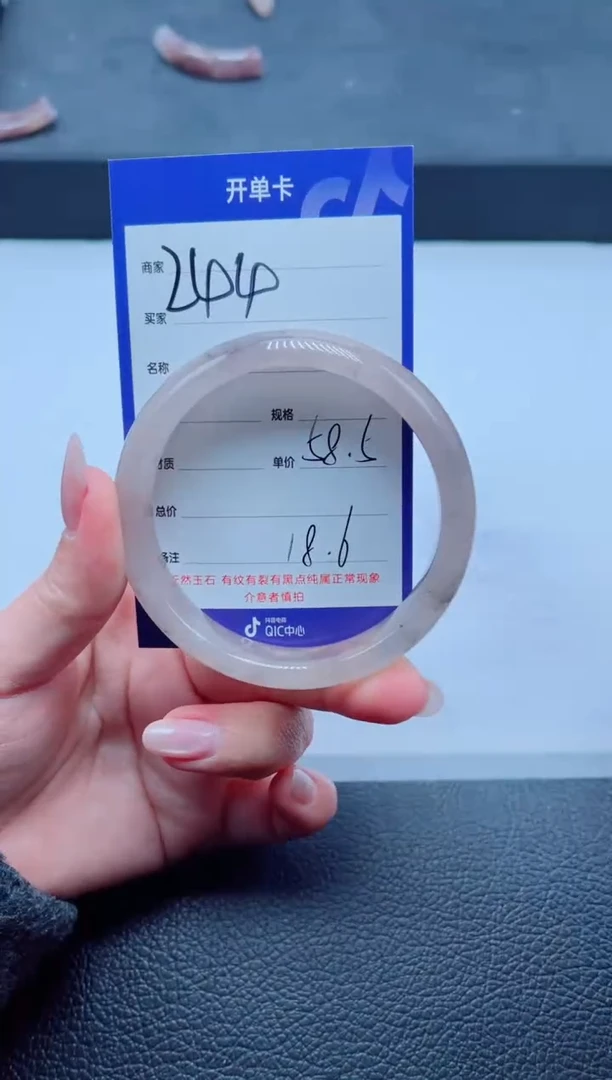 开单卡
商家 244
买家
名称
规格
材质 单价 58.5
总价
备注 18.6
天然玉石 有纹有裂有黑点纯属正常现象
介意者慎拍
抖音电商
QIC中心